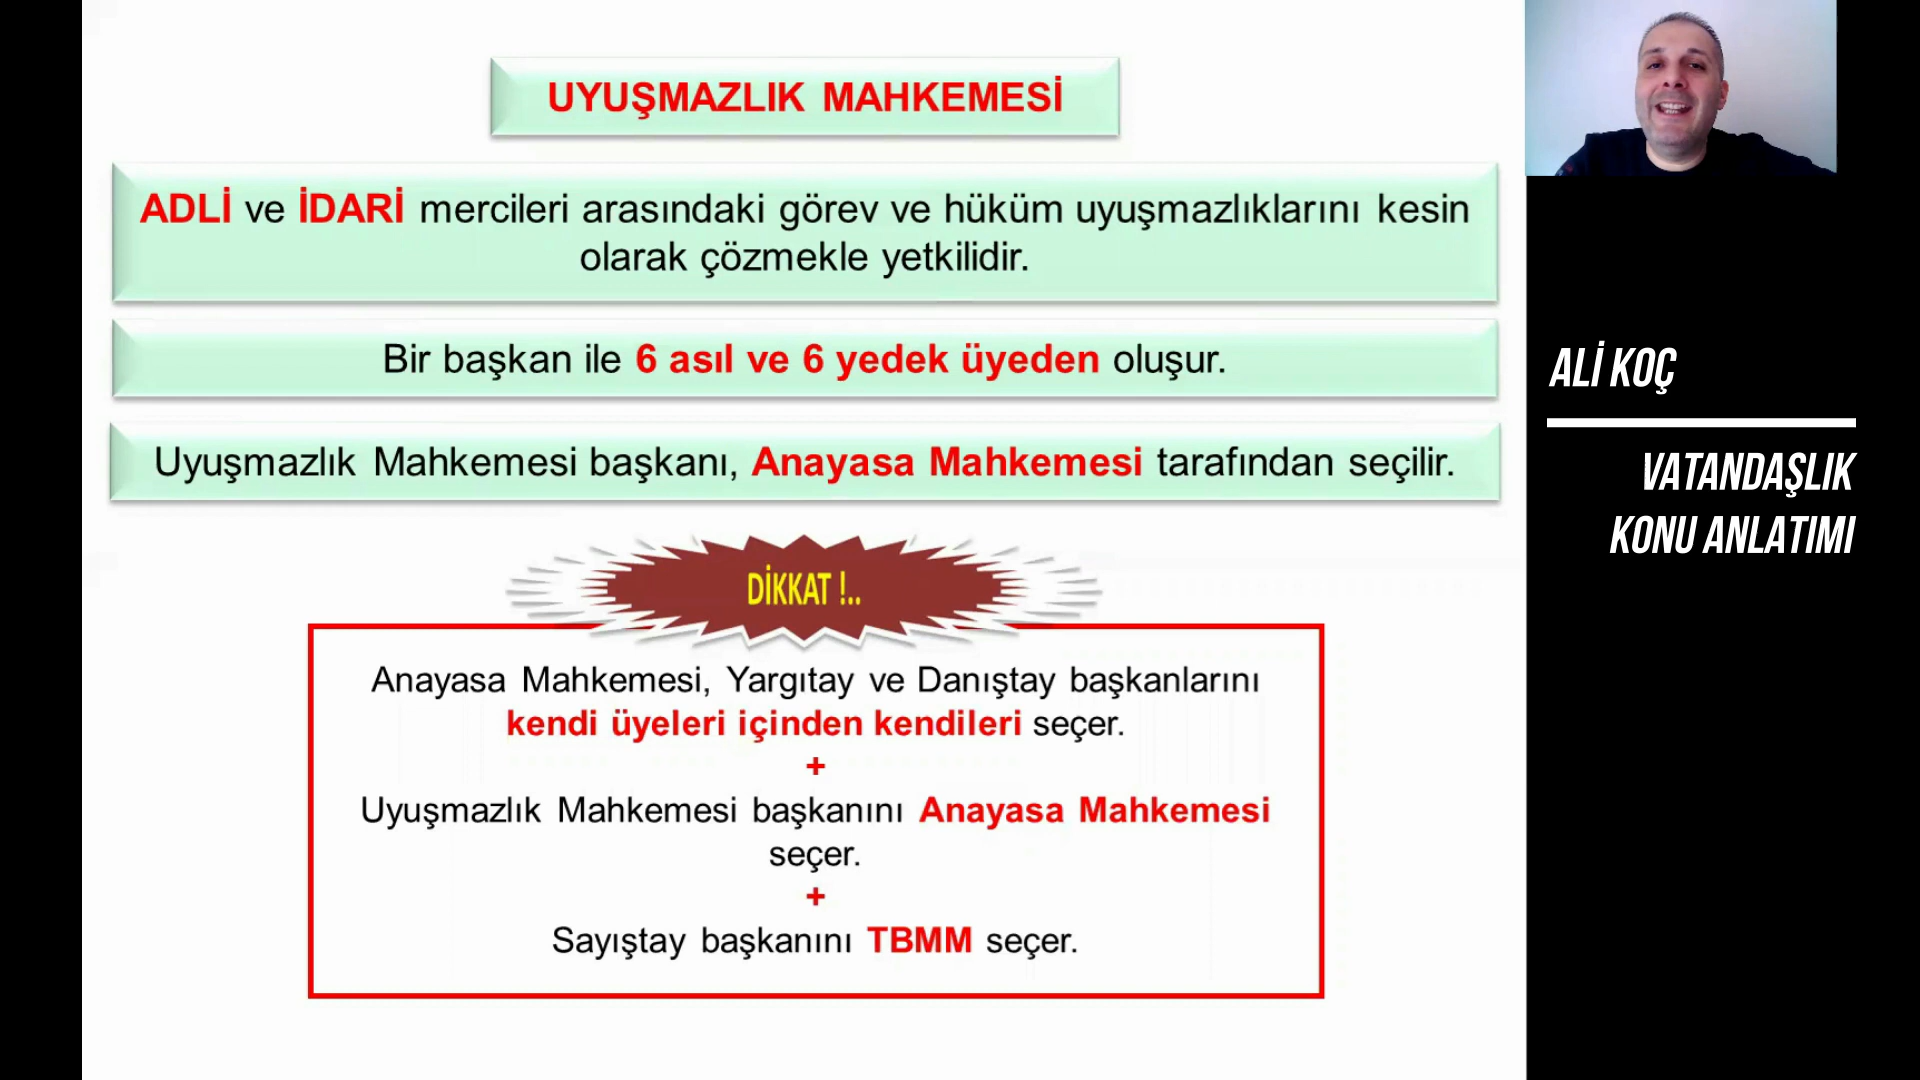 UYUŞMAZLIK MAHKEMESİ
ADLİ ve İDARİ mercileri arasındaki görev ve hüküm uyuşmazlıklarını kesin
olarak çözmekle yetkilidir.
Bir başkan ile 6 asıl ve 6 yedek üyeden oluşur.
Uyuşmazlık Mahkemesi başkanı, Anayasa Mahkemesi tarafından seçilir.
DİKKAT !..
Anayasa Mahkemesi, Yargıtay ve Danıştay başkanlarını
kendi üyeleri içinden kendileri seçer.
+
Uyuşmazlık Mahkemesi başkanını Anayasa Mahkemesi
seçer.
+
Sayıştay başkanını TBMM seçer.
ALİ KOÇ
VATANDAŞLIK
KONU ANLATIMI